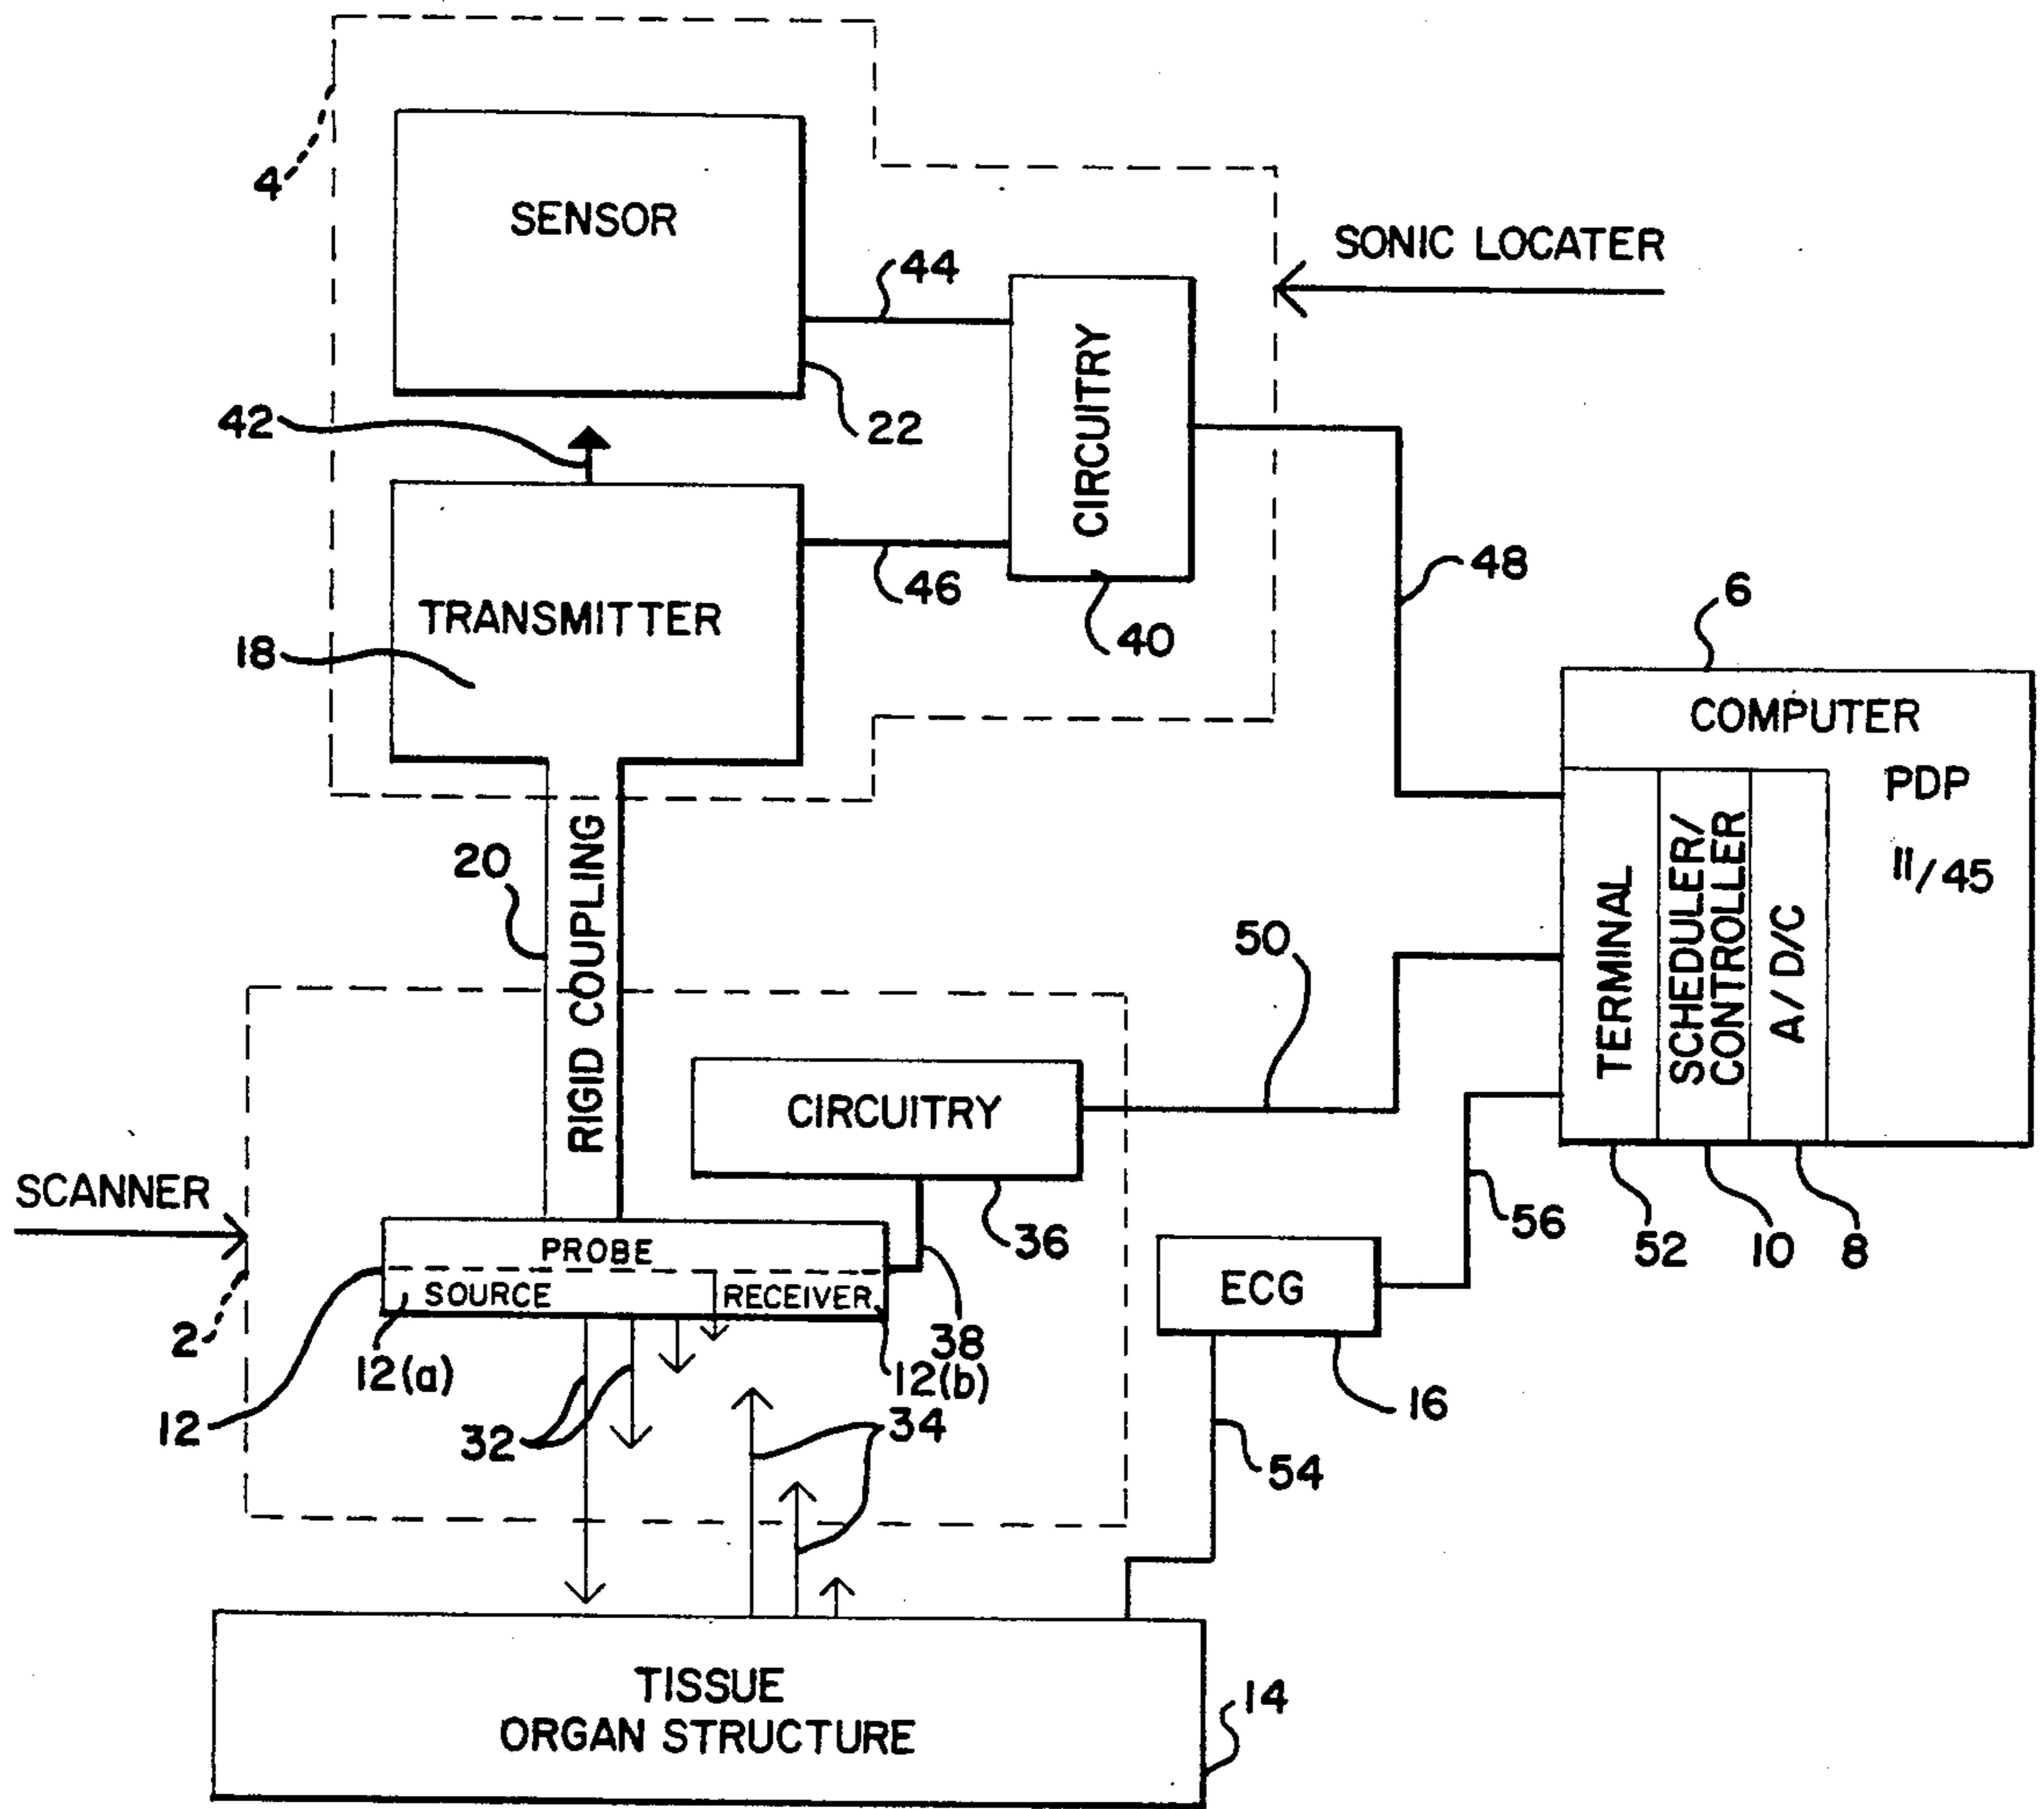 4
SENSOR
44
SONIC LOCATER
CIRCUITRY
42
22
TRANSMITTER
18
46
40
48
6
COMPUTER
PDP
11/45
TERMINAL
SCHEDULER/
CONTROLLER
A/D/C
20
RIGID COUPLING
50
CIRCUITRY
SCANNER
36
56
52
10
8
PROBE
SOURCE
RECEIVER
ECG
2
12(a)
38
12(b)
12
32
34
16
54
TISSUE
ORGAN STRUCTURE
14